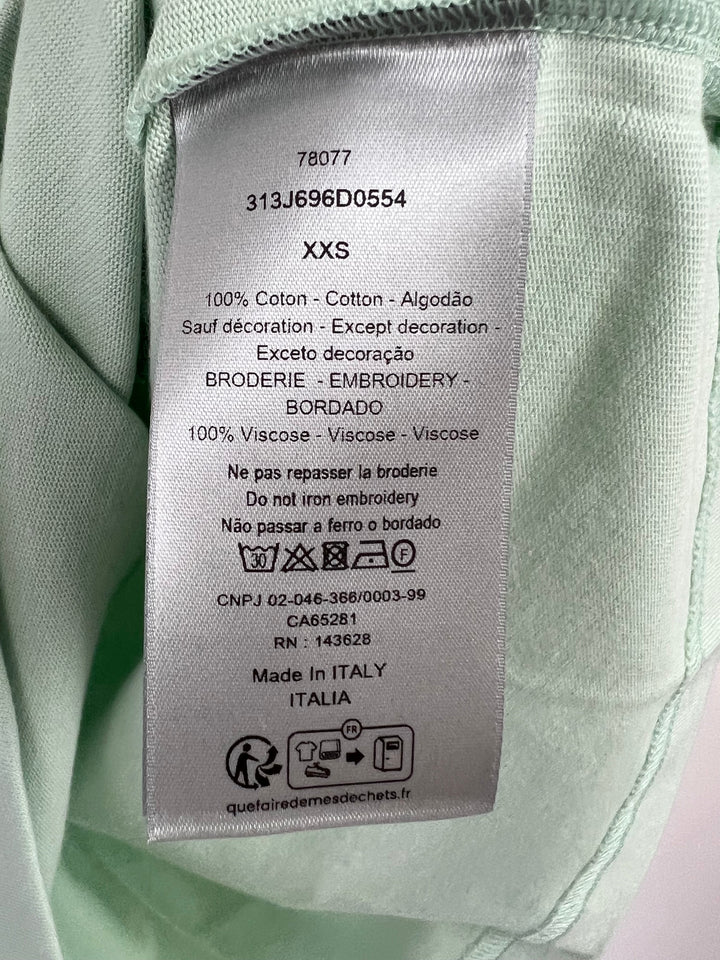 78077
313J696D0554
XXS
100% Coton - Cotton - Algodão
Sauf décoration - Except decoration -
Exceto decoração
BRODERIE - EMBROIDERY -
BORDADO
100% Viscose - Viscose - Viscose
Ne pas repasser la broderie
Do not iron embroidery
Não passar a ferro o bordado
30 F
CNPJ 02-046-366/0003-99
CA65281
RN : 143628
Made In ITALY
ITALIA
FR
quefairedemesdechets.fr